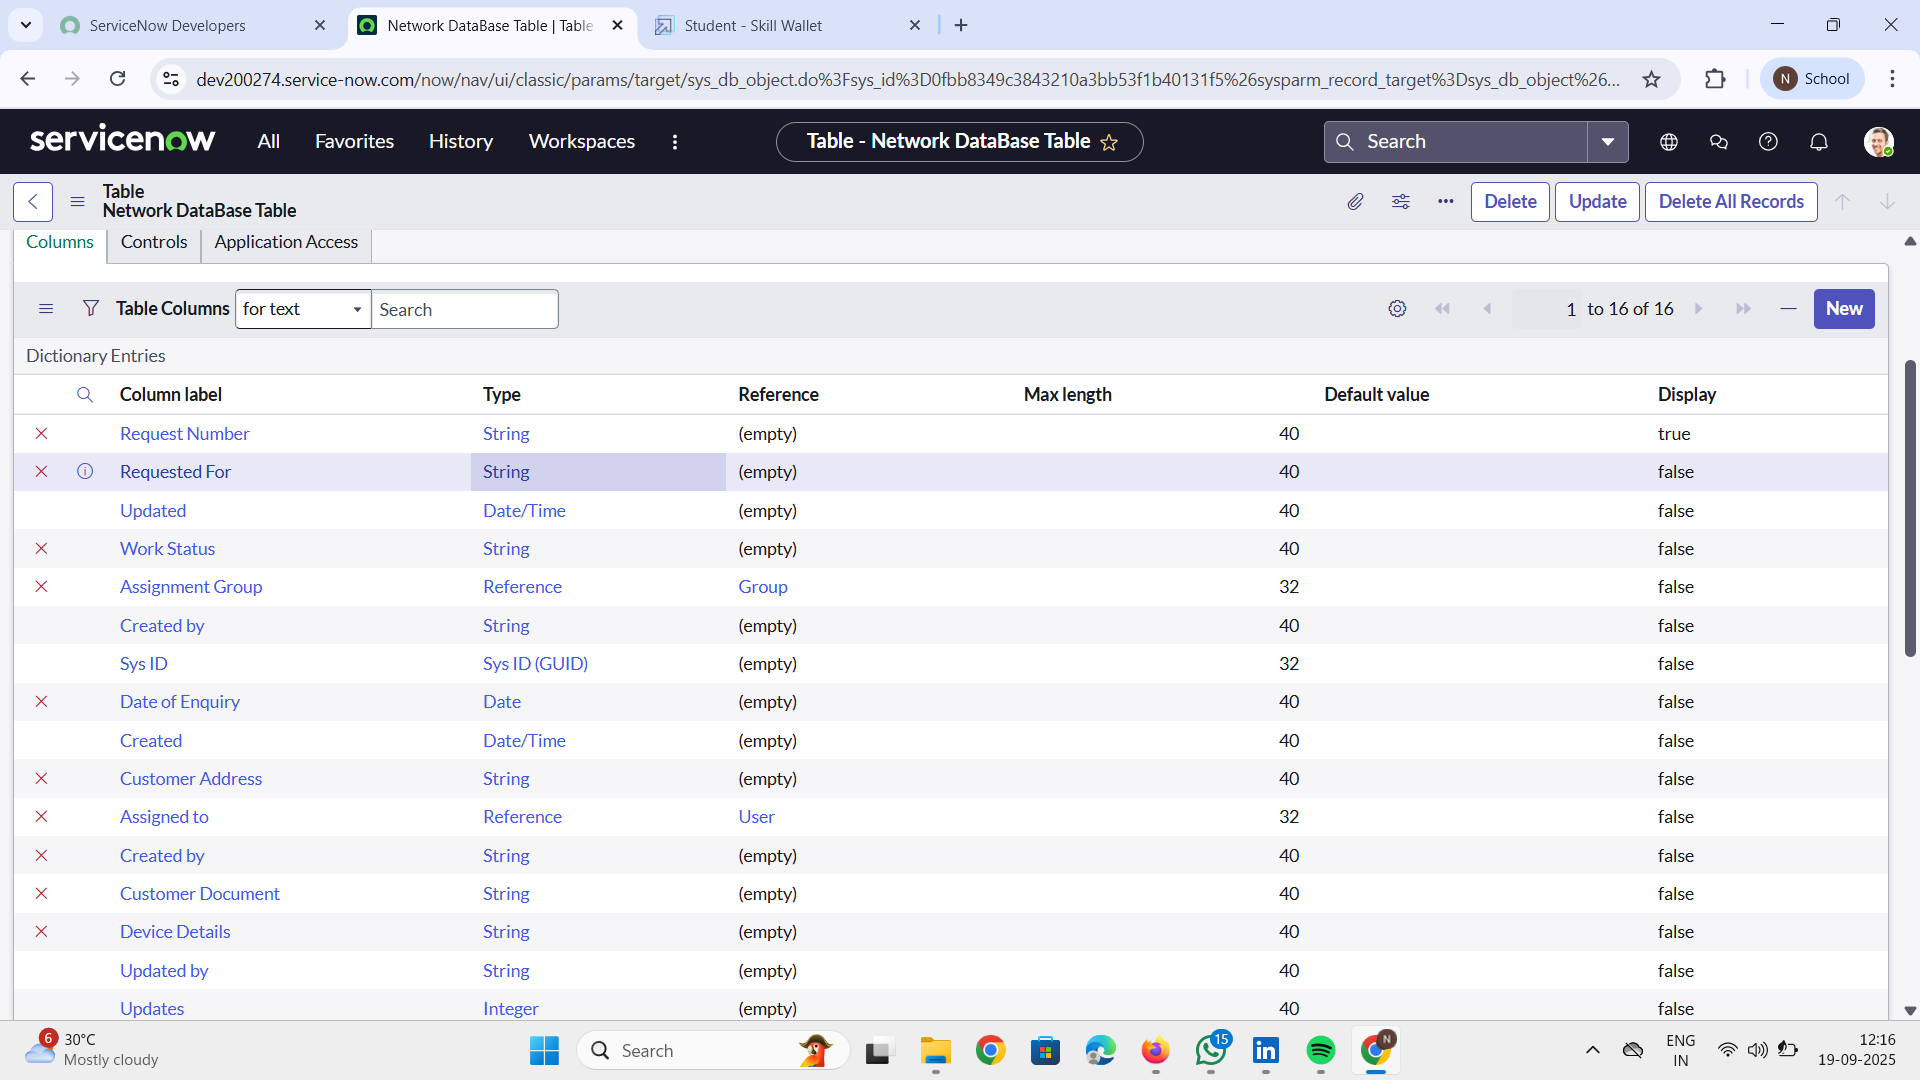 ServiceNow Developers
Network DataBase Table | Table
Student - Skill Wallet
dev200274.service-now.com/now/nav/ui/classic/params/target/sys_db_object.do%3Fsys_id%3D0fbb8349c3843210a3bb53f1b40131f5%26sysparm_record_target%3Dsys_db_object%26...
N School
servicenow All Favorites History Workspaces
Table - Network DataBase Table
Search
Table
Network DataBase Table
Delete Update Delete All Records
Columns Controls Application Access
Table Columns for text Search
1 to 16 of 16 New
Dictionary Entries
Column label Type Reference Max length Default value Display
Request Number String (empty) 40 true
Requested For String (empty) 40 false
Updated Date/Time (empty) 40 false
Work Status String (empty) 40 false
Assignment Group Reference Group 32 false
Created by String (empty) 40 false
Sys ID Sys ID (GUID) (empty) 32 false
Date of Enquiry Date (empty) 40 false
Created Date/Time (empty) 40 false
Customer Address String (empty) 40 false
Assigned to Reference User 32 false
Created by String (empty) 40 false
Customer Document String (empty) 40 false
Device Details String (empty) 40 false
Updated by String (empty) 40 false
Updates Integer (empty) 40 false
6 30°C
Mostly cloudy
Search
15
N
ENG
IN
12:16
19-09-2025